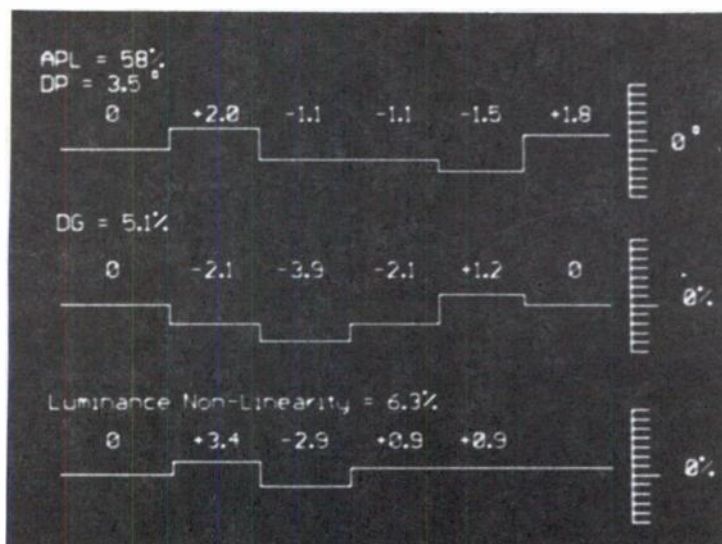 APL = 58%
DP = 3.5°
0 +2.0 -1.1 -1.1 -1.5 +1.8
0°
DG = 5.1%
0 -2.1 -3.9 -2.1 +1.2 0
0%
Luminance Non-Linearity = 6.3%
0 +3.4 -2.9 +0.9 +0.9
0%